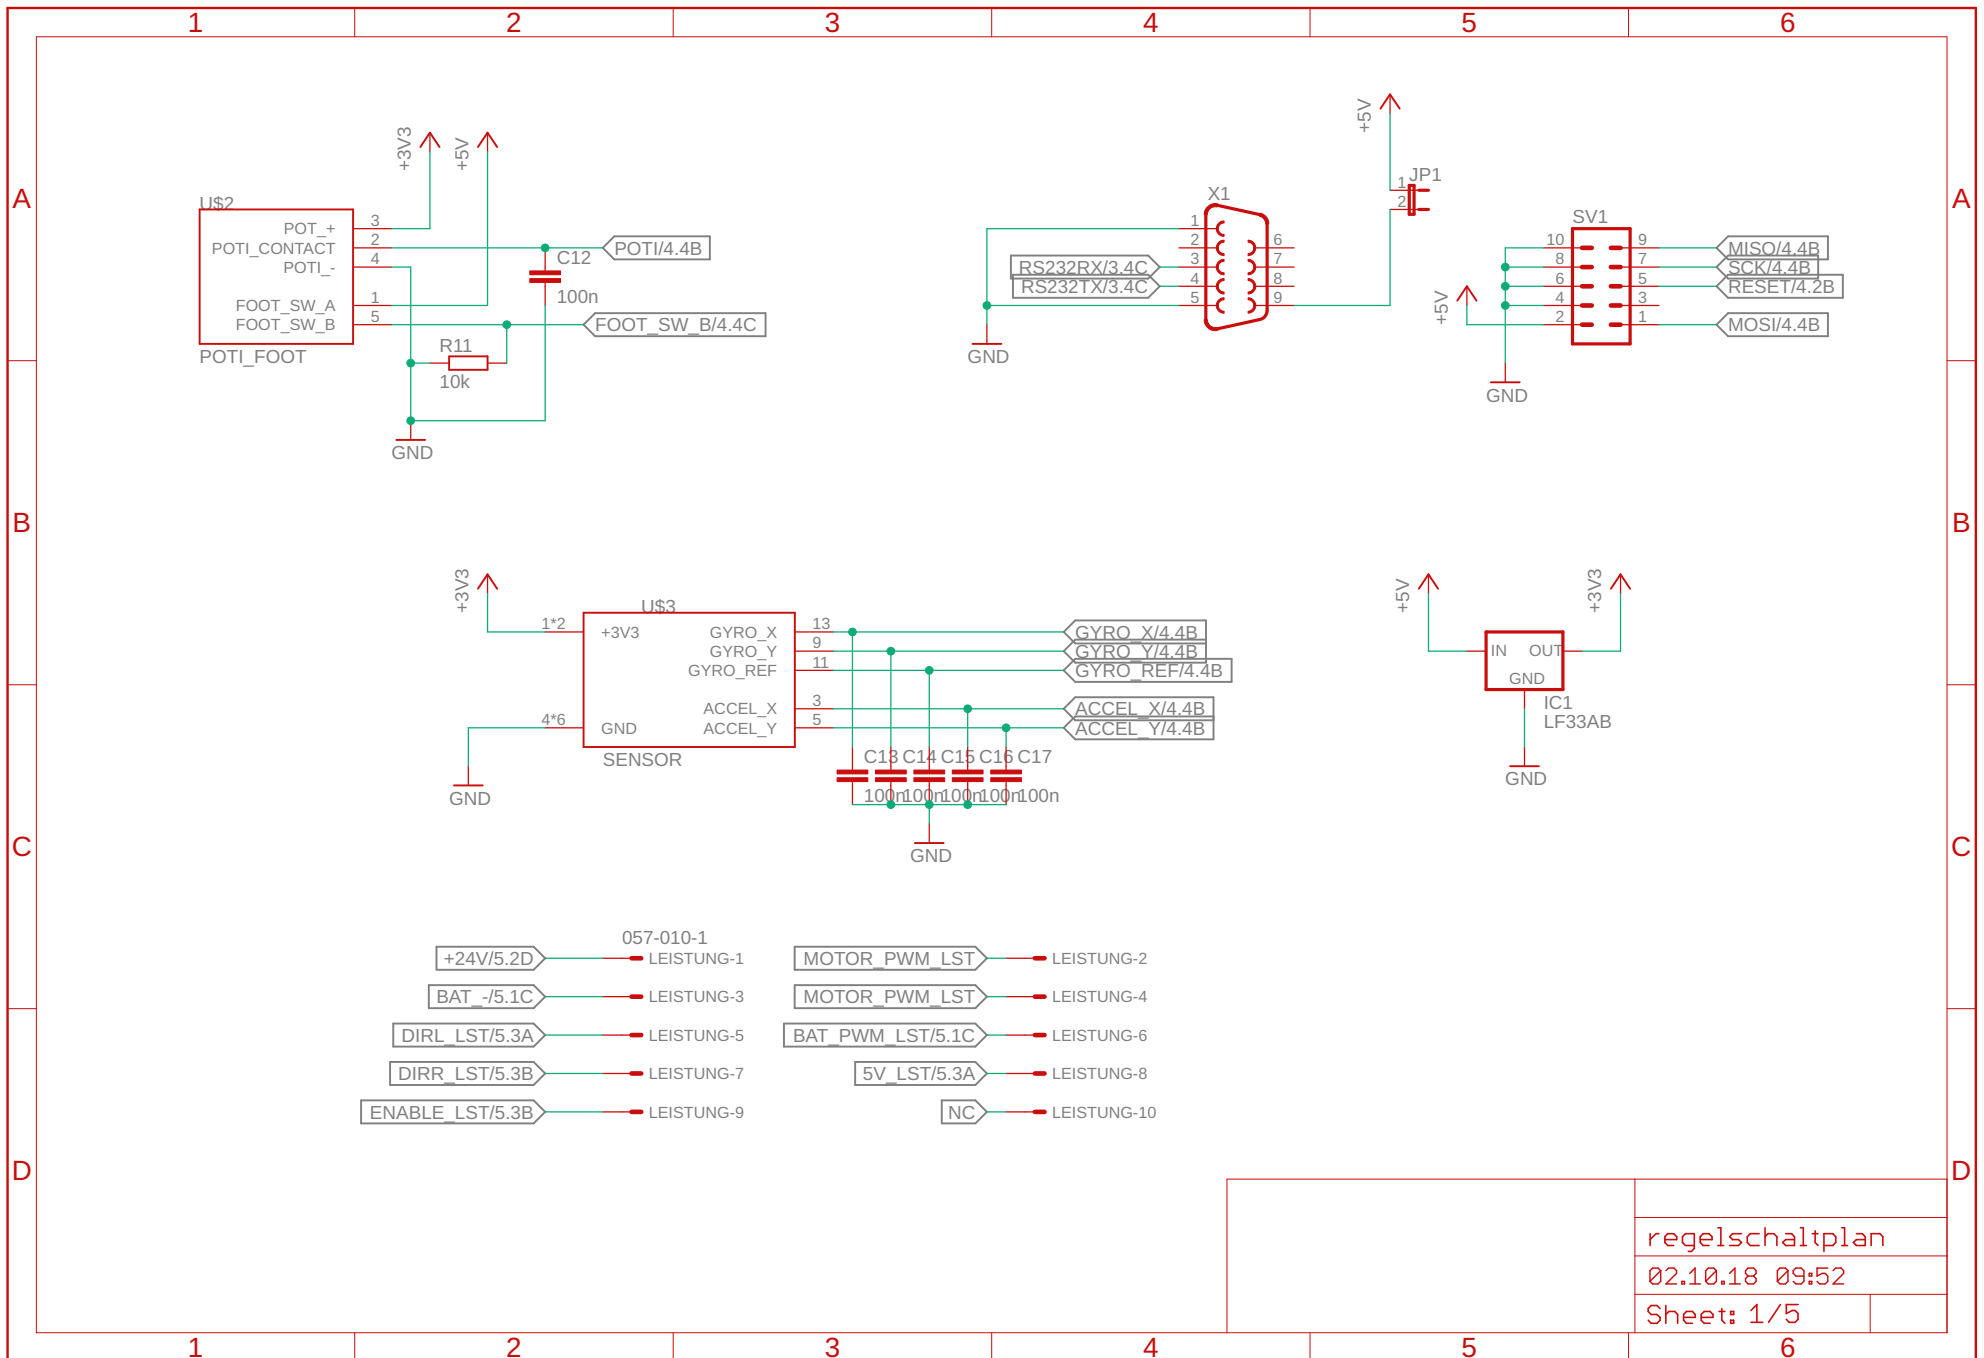 1 2 3 4 5 6
A A
B B
C C
D D
+3V3 +5V
U$2
POT_+ 3
POTI_CONTACT 2
POTI_- 4
FOOT_SW_A 1
FOOT_SW_B 5
POTI_FOOT
POTI/4.4B
C12
100n
FOOT_SW_B/4.4C
R11
10k
GND
+5V
JP1
1
2
X1
1
2
3
4
5
6
7
8
9
RS232RX/3.4C
RS232TX/3.4C
GND
SV1
10 9
8 7
6 5
4 3
2 1
+5V
MISO/4.4B
SCK/4.4B
RESET/4.2B
MOSI/4.4B
GND
+3V3
U$3
1*2 +3V3
4*6 GND
GYRO_X 13
GYRO_Y 9
GYRO_REF 11
ACCEL_X 3
ACCEL_Y 5
SENSOR
GND
GYRO_X/4.4B
GYRO_Y/4.4B
GYRO_REF/4.4B
ACCEL_X/4.4B
ACCEL_Y/4.4B
C13 C14 C15 C16 C17
100n 100n 100n 100n 100n
GND
+5V +3V3
IN OUT
GND
IC1
LF33AB
GND
057-010-1
+24V/5.2D LEISTUNG-1
BAT_-/5.1C LEISTUNG-3
DIRL_LST/5.3A LEISTUNG-5
DIRR_LST/5.3B LEISTUNG-7
ENABLE_LST/5.3B LEISTUNG-9
MOTOR_PWM_LST LEISTUNG-2
MOTOR_PWM_LST LEISTUNG-4
BAT_PWM_LST/5.1C LEISTUNG-6
5V_LST/5.3A LEISTUNG-8
NC LEISTUNG-10
regelschaltplan
02.10.18 09:52
Sheet: 1/5
1 2 3 4 5 6